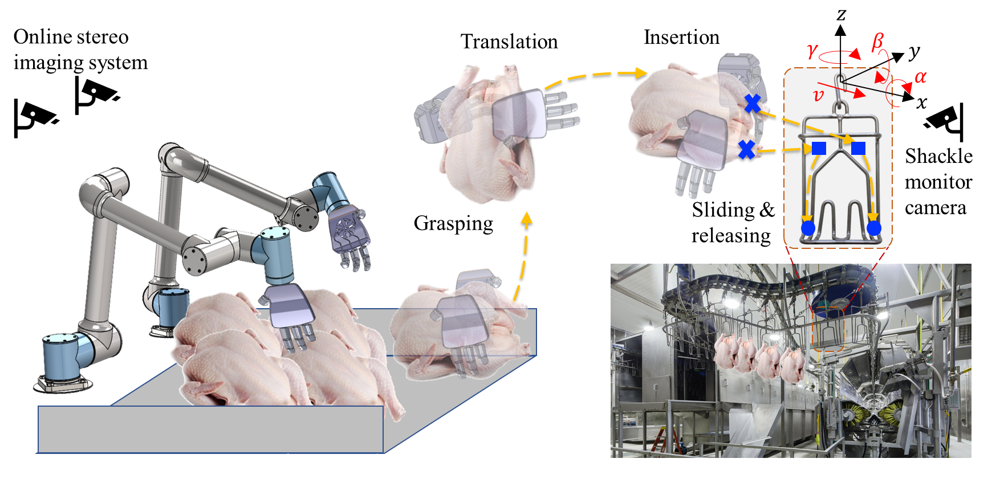 Online stereo
imaging system
Translation
Insertion
z
γ
β
y
α
v
x
Shackle
monitor
camera
Sliding &
releasing
Grasping